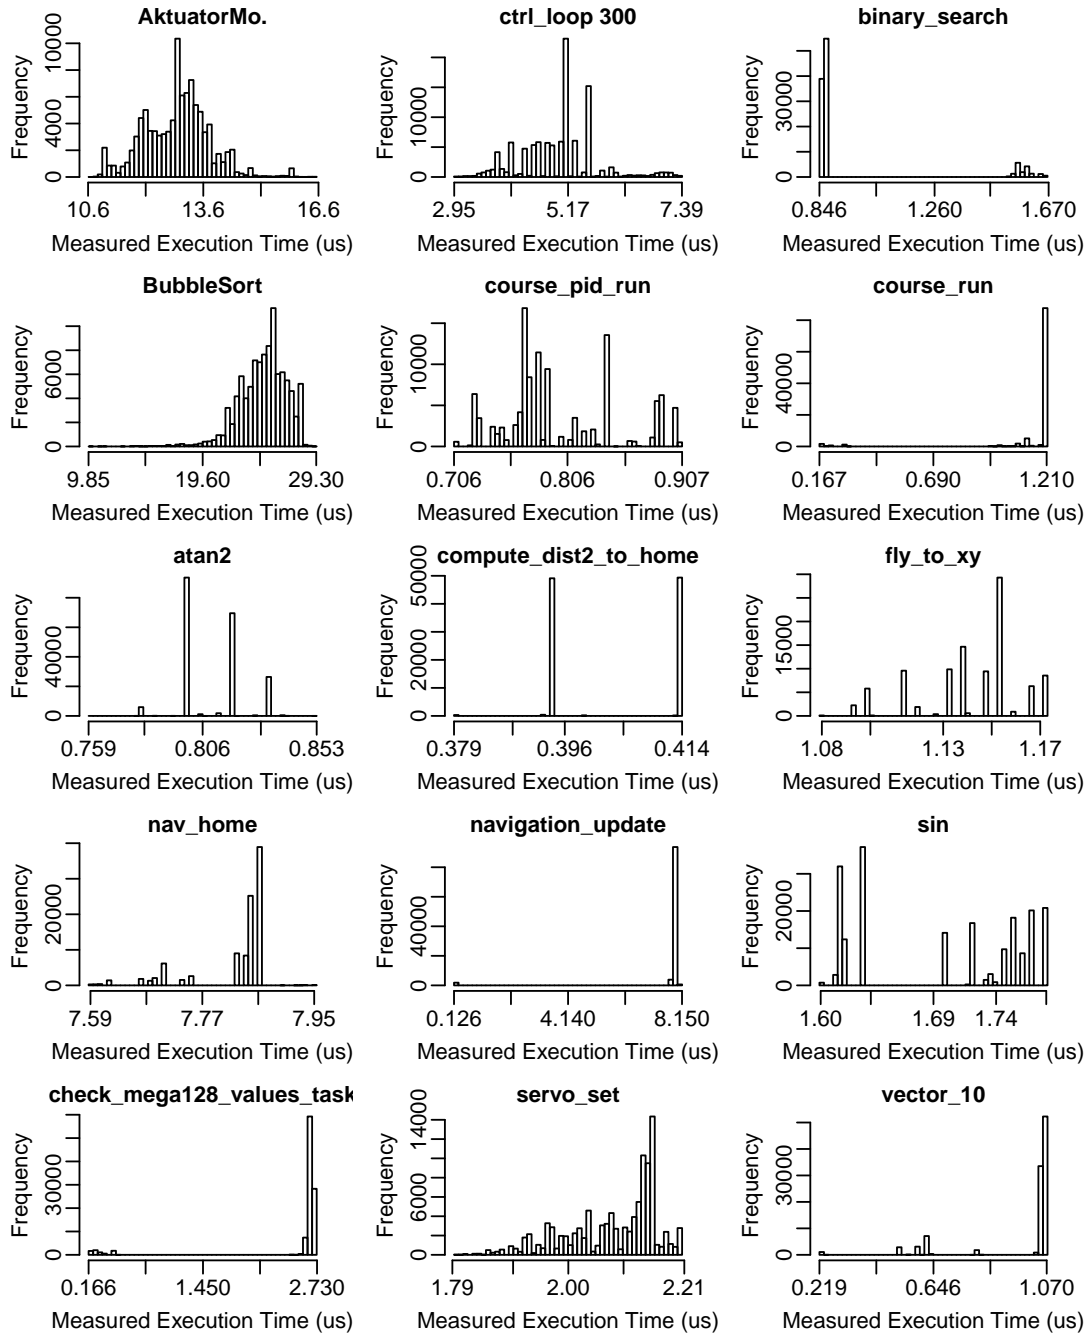 AktuatorMo.
Frequency
0 4000 10000
10.6 13.6 16.6
Measured Execution Time (us)
ctrl_loop 300
Frequency
0 10000
2.95 5.17 7.39
Measured Execution Time (us)
binary_search
Frequency
0 30000
0.846 1.260 1.670
Measured Execution Time (us)
BubbleSort
Frequency
0 6000
9.85 19.60 29.30
Measured Execution Time (us)
course_pid_run
Frequency
0 10000
0.706 0.806 0.907
Measured Execution Time (us)
course_run
Frequency
0 40000
0.167 0.690 1.210
Measured Execution Time (us)
atan2
Frequency
0 40000
0.759 0.806 0.853
Measured Execution Time (us)
compute_dist2_to_home
Frequency
0 20000 50000
0.379 0.396 0.414
Measured Execution Time (us)
fly_to_xy
Frequency
0 15000
1.08 1.13 1.17
Measured Execution Time (us)
nav_home
Frequency
0 20000
7.59 7.77 7.95
Measured Execution Time (us)
navigation_update
Frequency
0 40000
0.126 4.140 8.150
Measured Execution Time (us)
sin
Frequency
0 20000
1.60 1.69 1.74
Measured Execution Time (us)
check_mega128_values_task
Frequency
0 30000
0.166 1.450 2.730
Measured Execution Time (us)
servo_set
Frequency
0 6000 14000
1.79 2.00 2.21
Measured Execution Time (us)
vector_10
Frequency
0 30000
0.219 0.646 1.070
Measured Execution Time (us)